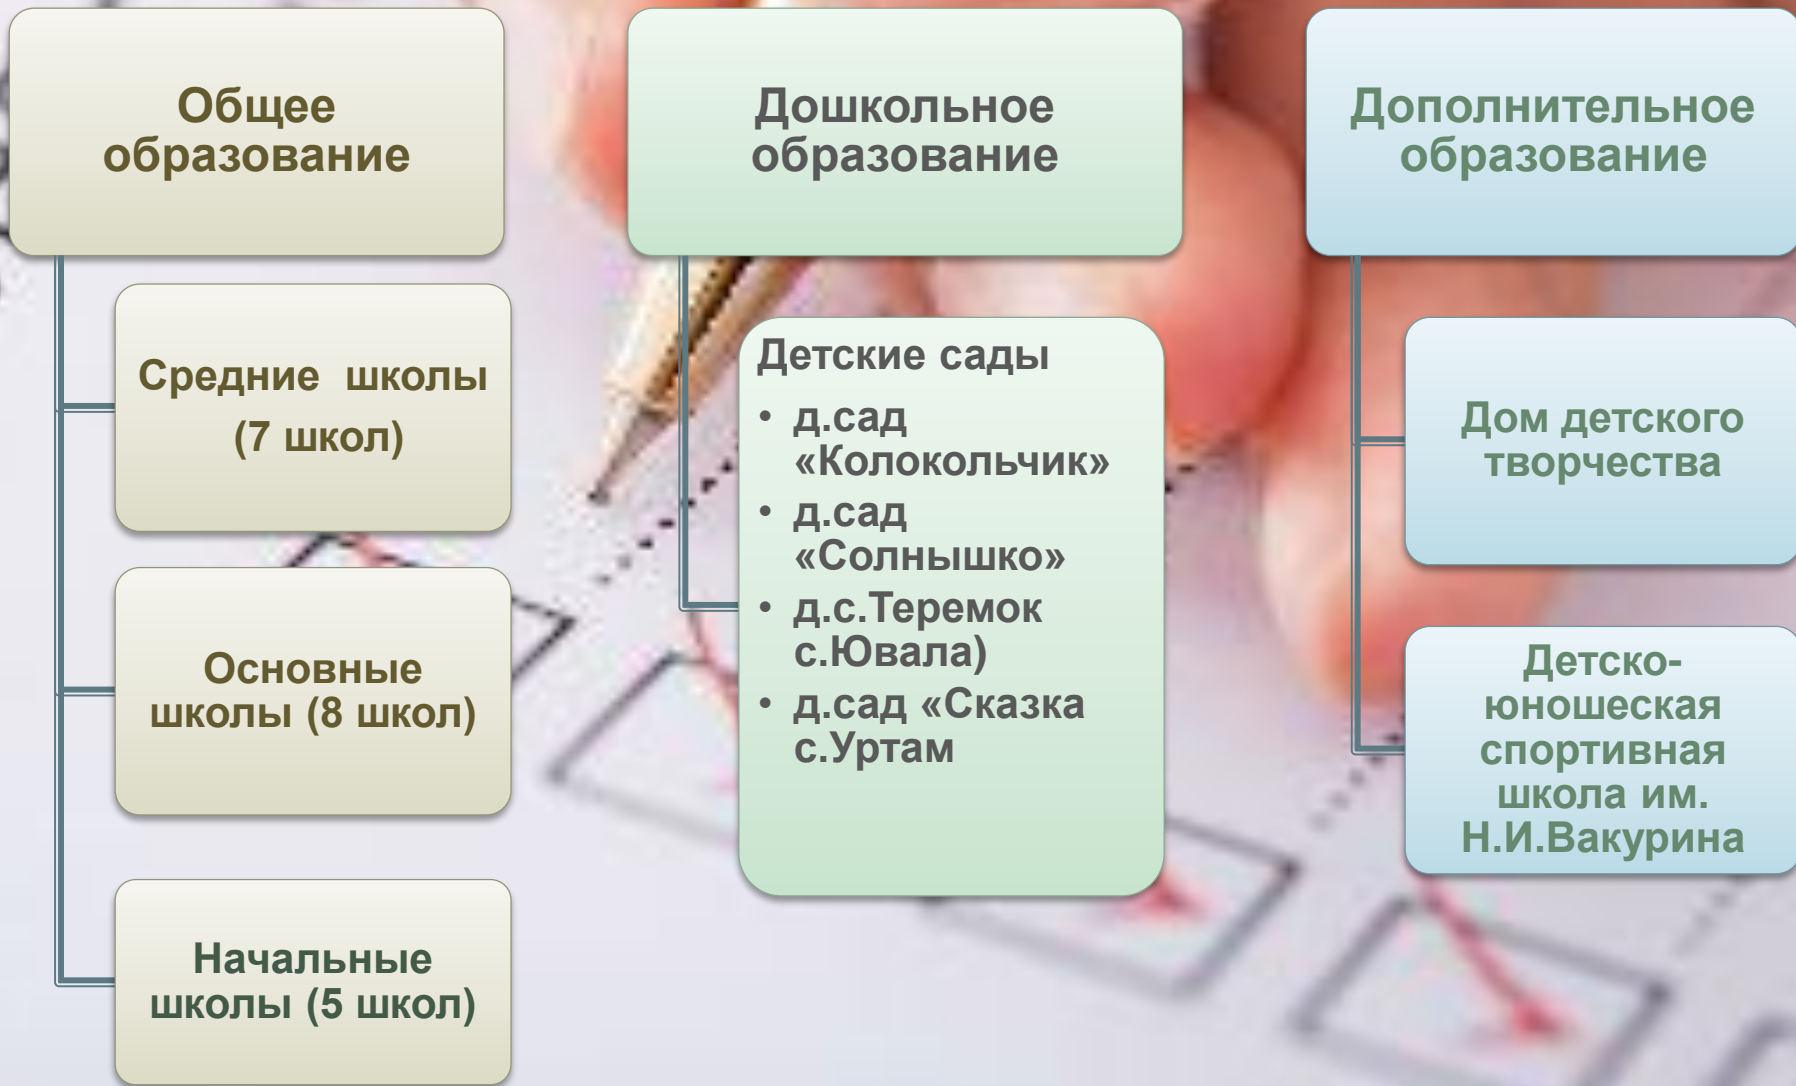 Общее
образование
Средние школы
(7 школ)
Основные
школы (8 школ)
Начальные
школы (5 школ)
Дошкольное
образование
Детские сады
• д.сад
«Колокольчик»
• д.сад
«Солнышко»
• д.с.Теремок
с.Ювала)
• д.сад «Сказка
с.Уртам
Дополнительное
образование
Дом детского
творчества
Детско-
юношеская
спортивная
школа им.
Н.И.Вакурина